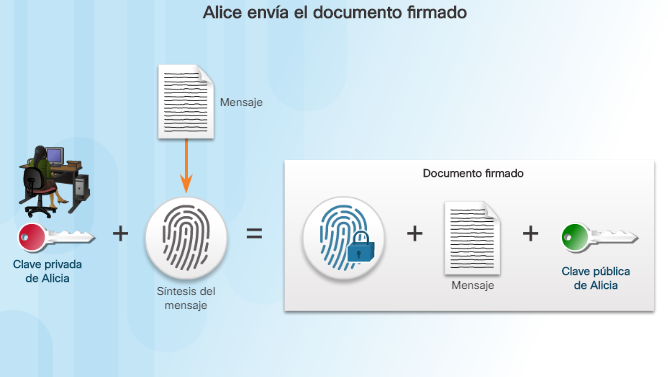 Alice envía el documento firmado
Mensaje
Documento firmado
Clave privada
de Alicia
+
Síntesis del
mensaje
=
+
Mensaje
+
Clave pública
de Alicia